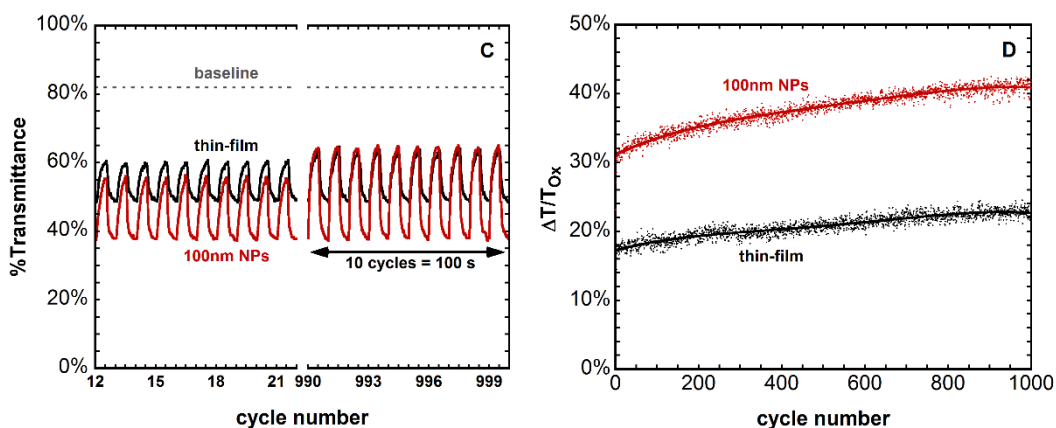 100%
80%
60%
40%
20%
0%
%Transmittance
C
baseline
thin-film
100nm NPs
10 cycles = 100 s
12 15 18 21 990 993 996 999
cycle number
50%
40%
30%
20%
10%
0%
ΔT/T_Ox
D
100nm NPs
thin-film
0 200 400 600 800 1000
cycle number